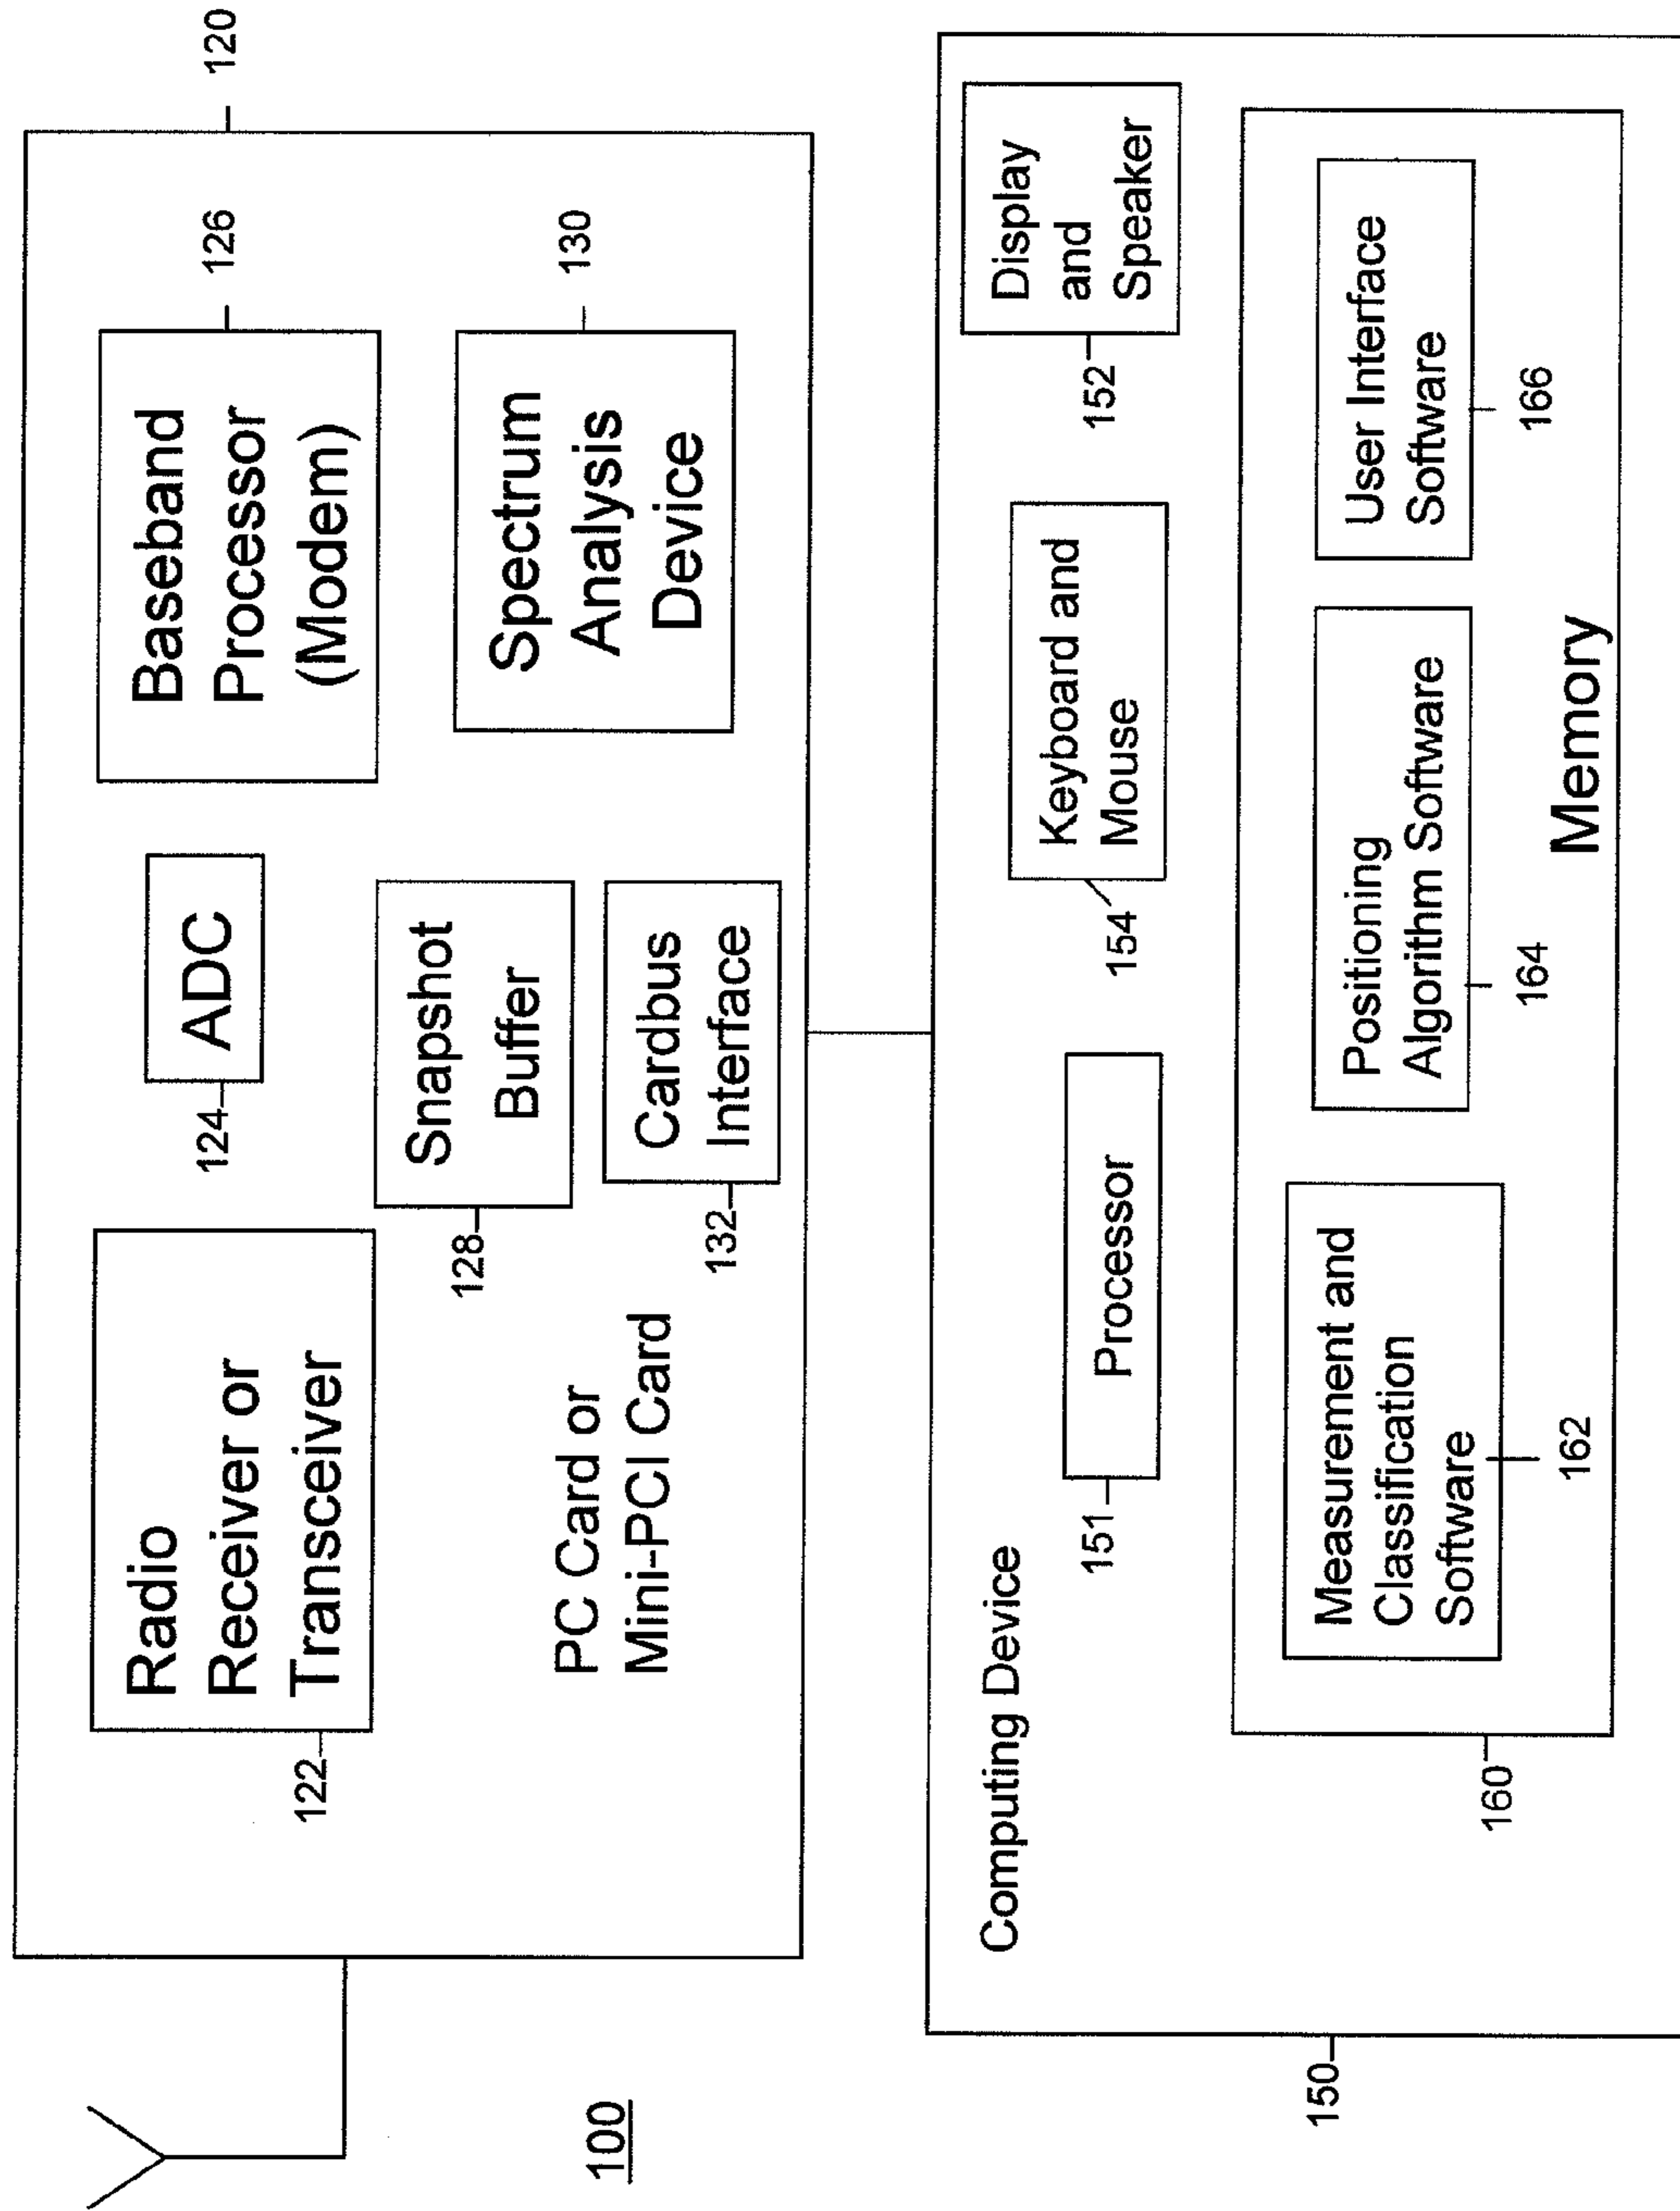 120
Radio
Receiver or
Transceiver
122
ADC
124
Baseband
Processor
(Modem)
126
Snapshot
Buffer
128
Spectrum
Analysis
Device
130
Cardbus
Interface
132
PC Card or
Mini-PCI Card
100
Computing Device
150
Processor
151
Keyboard and
Mouse
154
Display
and
Speaker
152
Measurement and
Classification
Software
162
Positioning
Algorithm Software
164
User Interface
Software
166
Memory
160